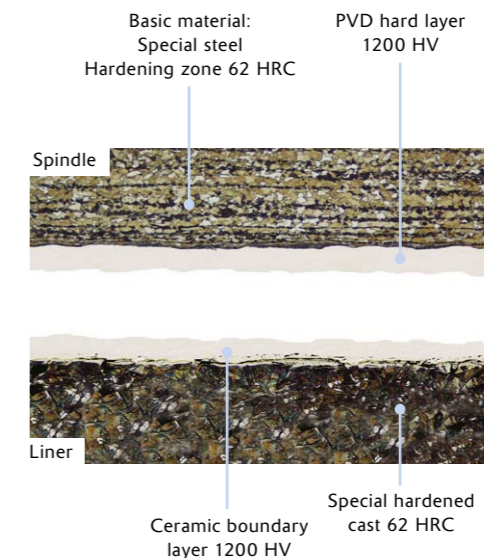 Basic material:
Special steel
Hardening zone 62 HRC
PVD hard layer
1200 HV
Spindle
Liner
Ceramic boundary
layer 1200 HV
Special hardened
cast 62 HRC